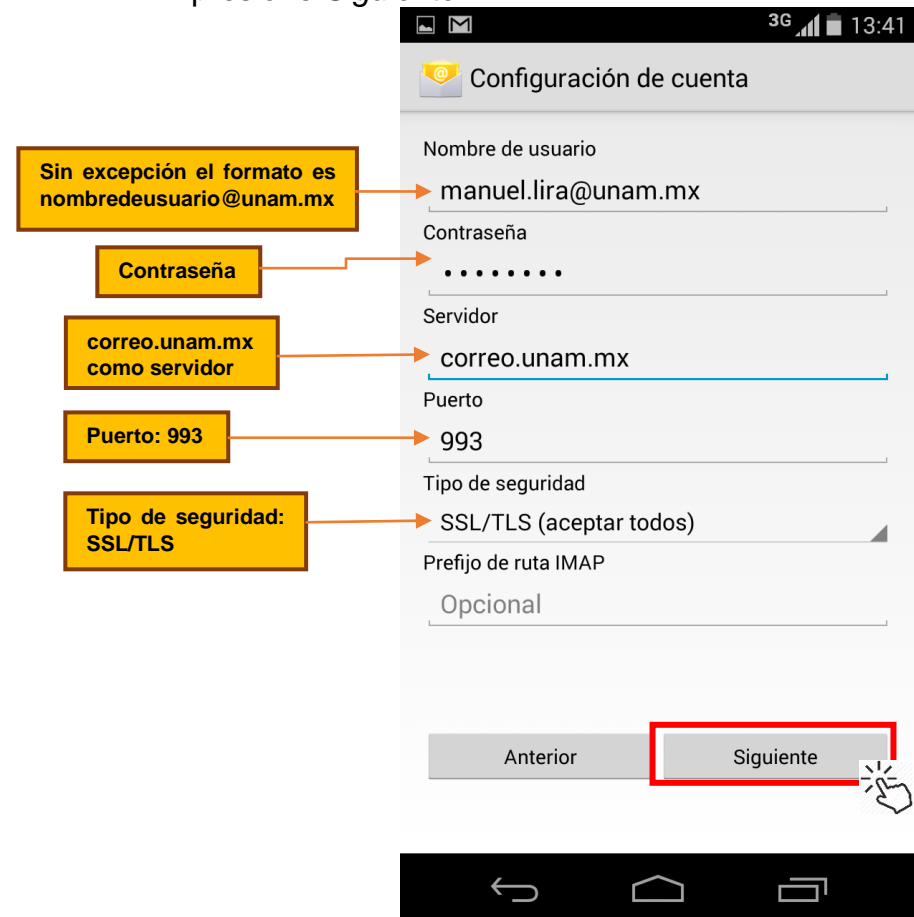 3G 13:41
Configuración de cuenta
Sin excepción el formato es
nombredeusuario@unam.mx
Nombre de usuario
manuel.lira@unam.mx
Contraseña
Contraseña
••••••••
correo.unam.mx
como servidor
Servidor
correo.unam.mx
Puerto: 993
Puerto
993
Tipo de seguridad:
SSL/TLS
Tipo de seguridad
SSL/TLS (aceptar todos)
Prefijo de ruta IMAP
Opcional
Anterior
Siguiente